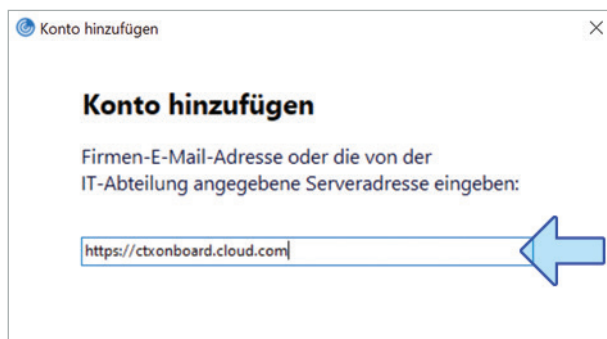 Konto hinzufügen
Konto hinzufügen
Firmen-E-Mail-Adresse oder die von der
IT-Abteilung angegebene Serveradresse eingeben:
https://ctxonboard.cloud.com